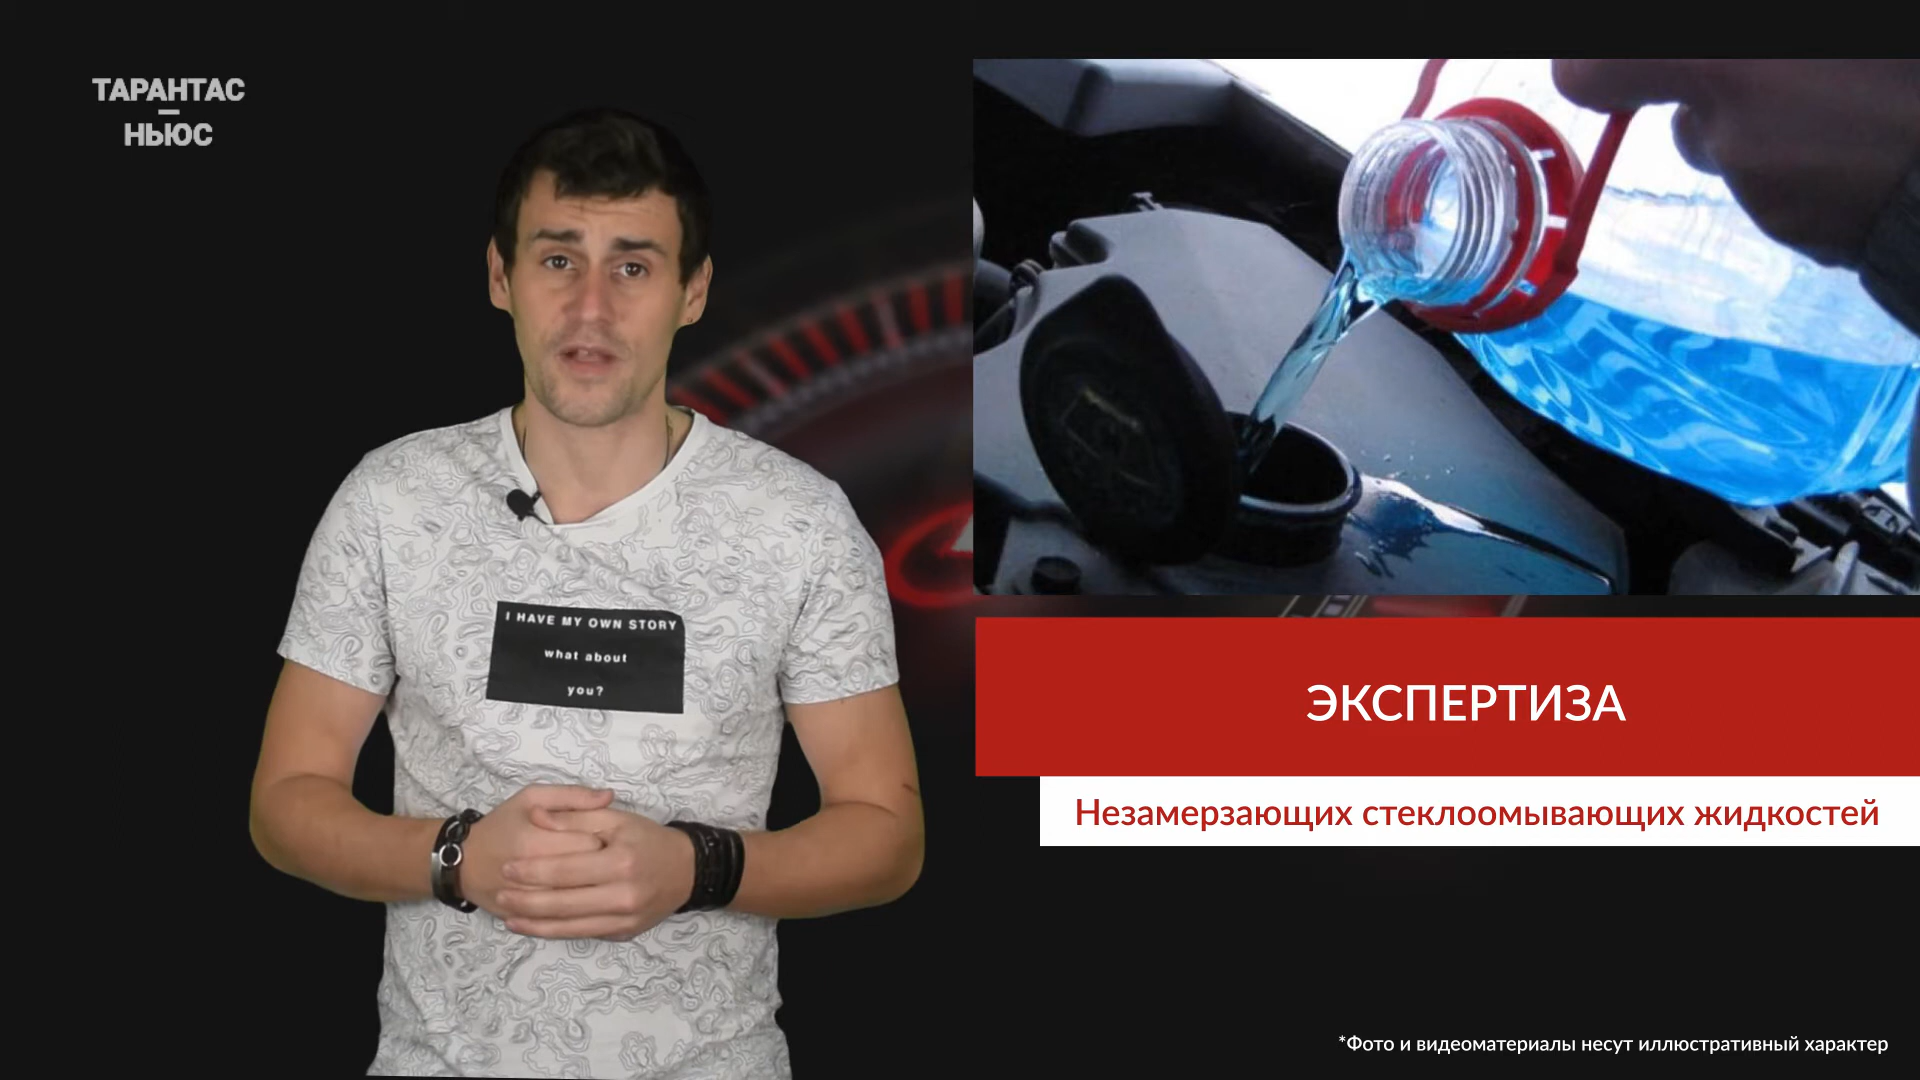 ТАРАНТАС
–
НЬЮС
I HAVE MY OWN STORY
what about
you?
ЭКСПЕРТИЗА
Незамерзающих стеклоомывающих жидкостей
*Фото и видеоматериалы несут иллюстративный характер